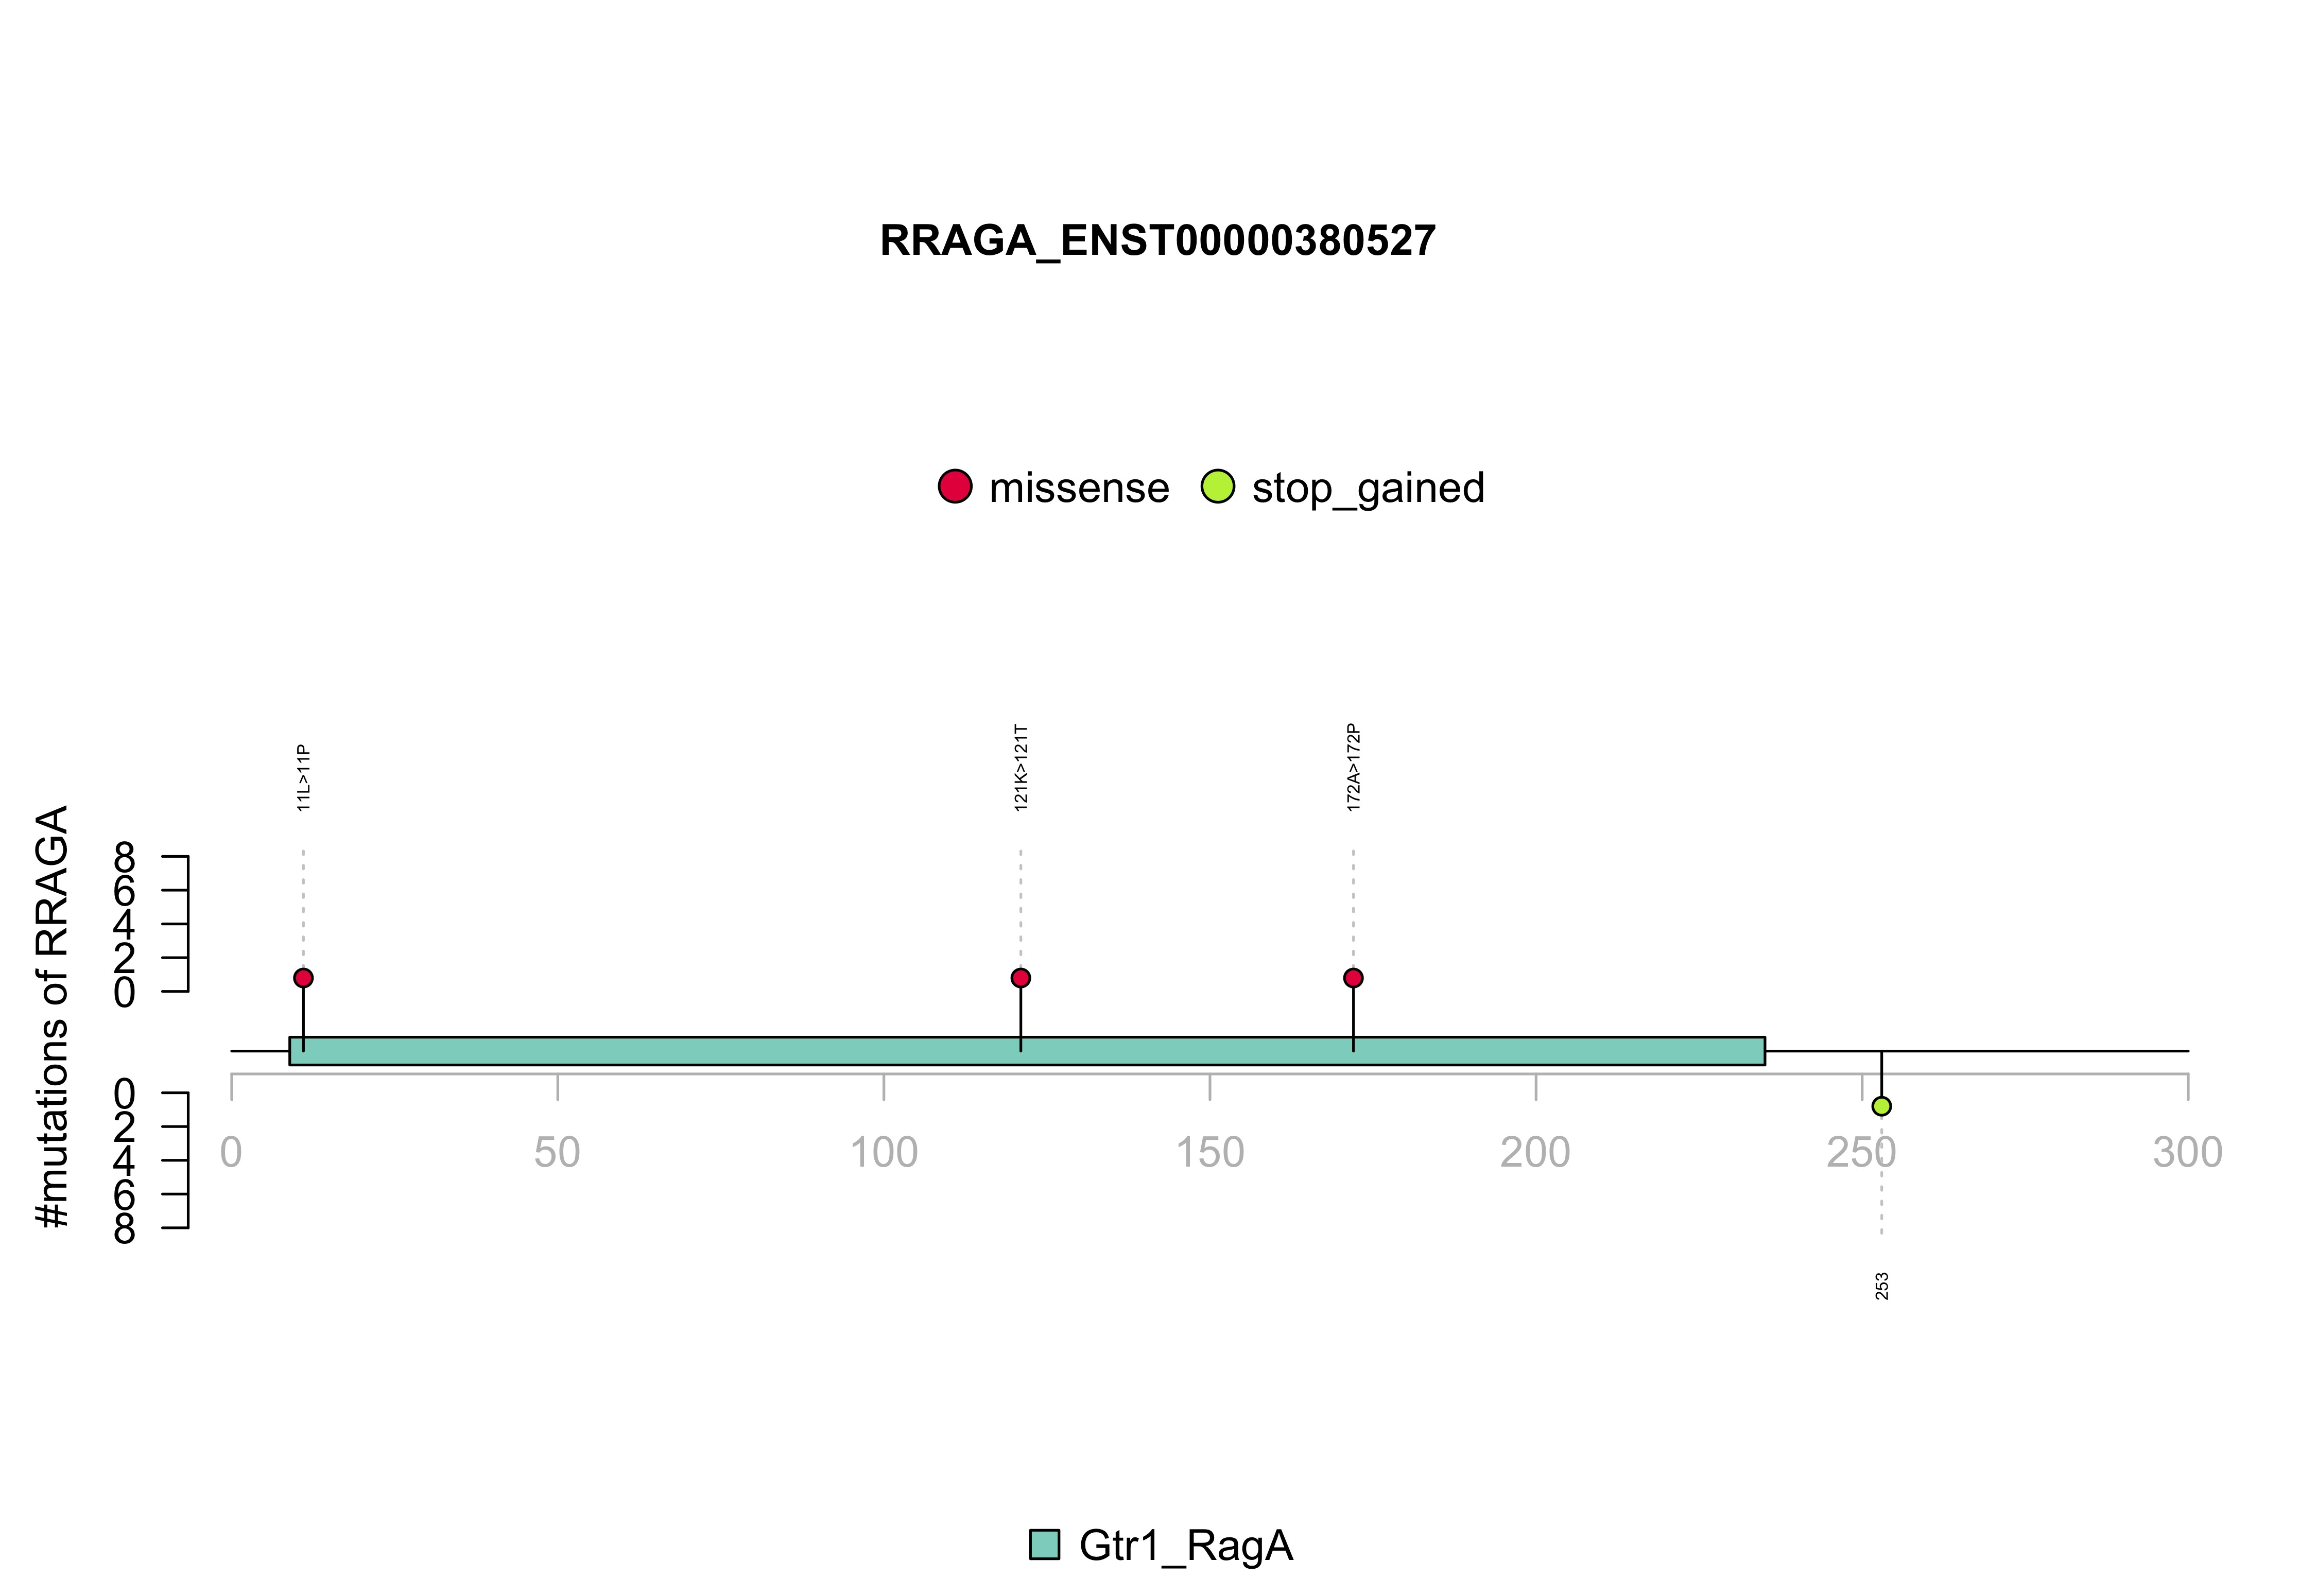 RRAGA_ENST00000380527
missense
stop_gained
11L>11P
121K>121T
172A>172P
#mutations of RRAGA
8
6
4
2
0
0
2
4
6
8
0
50
100
150
200
250
300
253
Gtr1_RagA